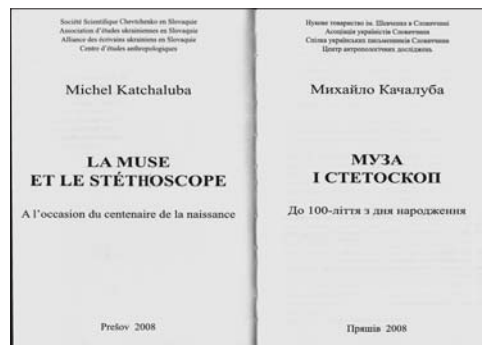 Société Scientifique Chevtchenko en Slovaquie
Association d'études ukrainiennes en Slovaquie
Alliance des écrivains ukrainiens en Slovaquie
Centre d'études anthropologiques
Michel Katchaluba
LA MUSE
ET LE STÉTHOSCOPE
A l'occasion du centenaire de la naissance
Prešov 2008
Нукове товариство ім. Шевченка в Словаччині
Асоціація україністів Словаччини
Спілка українських письменників Словаччини
Центр антропологічних досліджень
Михайло Качалуба
МУЗА
І СТЕТОСКОП
До 100-ліття з дня народження
Пряшів 2008